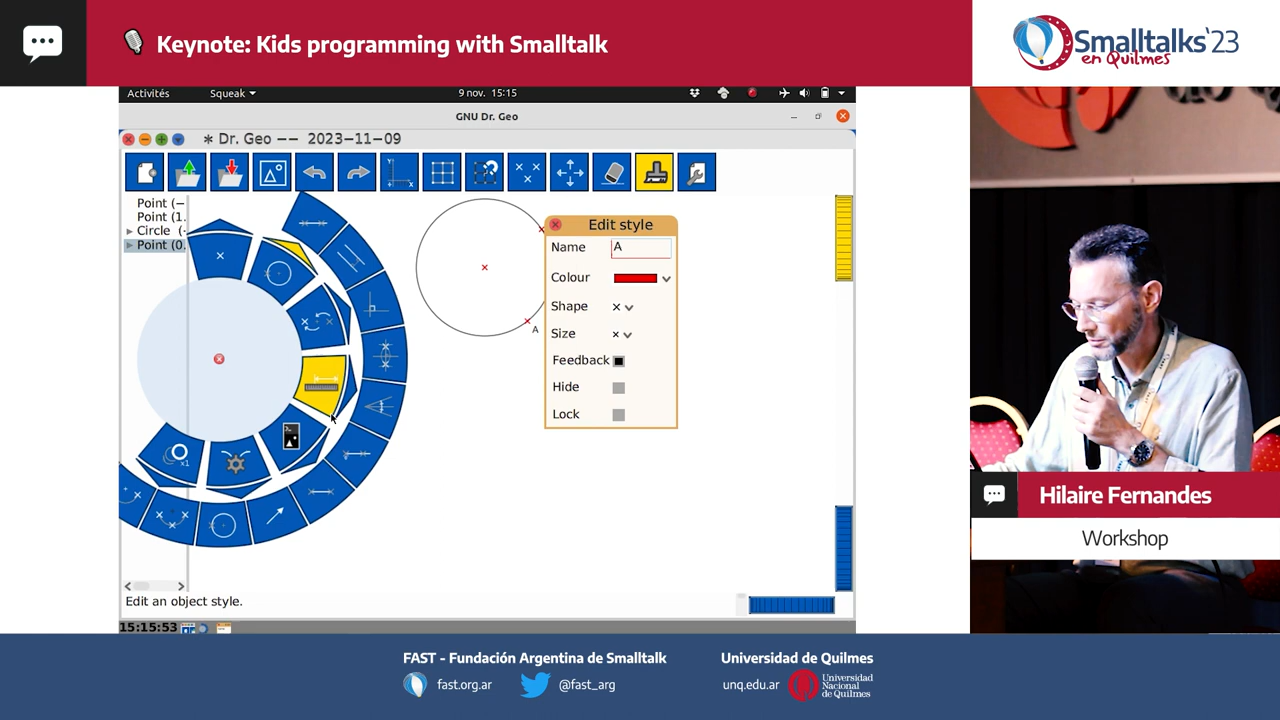 Keynote: Kids programming with Smalltalk
Smalltalks'23
en Quilmes
Activités
Squeak
9 nov. 15:15
GNU Dr. Geo
* Dr. Geo -- 2023-11-09
Point (−
Point (1.
Circle (-
Point (0.
A
Edit style
Name
A
Colour
Shape
Size
Feedback
Hide
Lock
x1
Edit an object style.
15:15:53
Hilaire Fernandes
Workshop
FAST - Fundación Argentina de Smalltalk
fast.org.ar
@fast_arg
Universidad de Quilmes
unq.edu.ar
Universidad
Nacional
de Quilmes